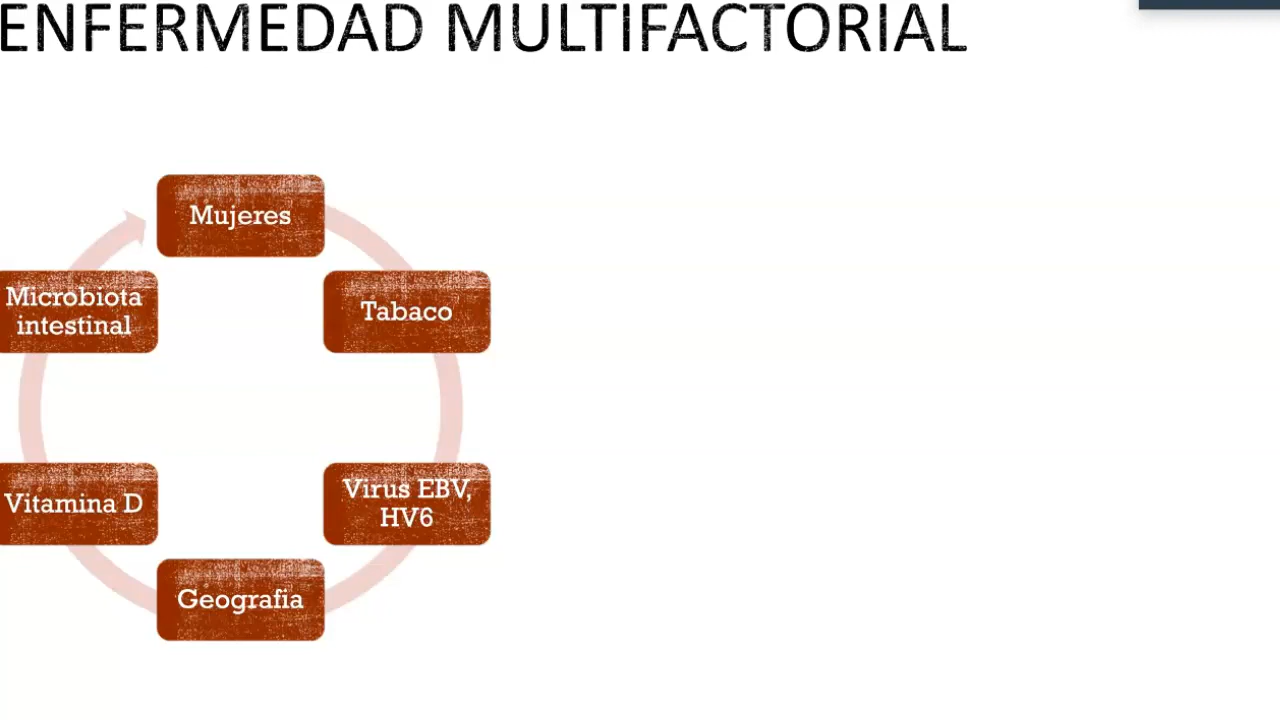 ENFERMEDAD MULTIFACTORIAL
Mujeres
Tabaco
Virus EBV,
HV6
Geografia
Vitamina D
Microbiota
intestinal